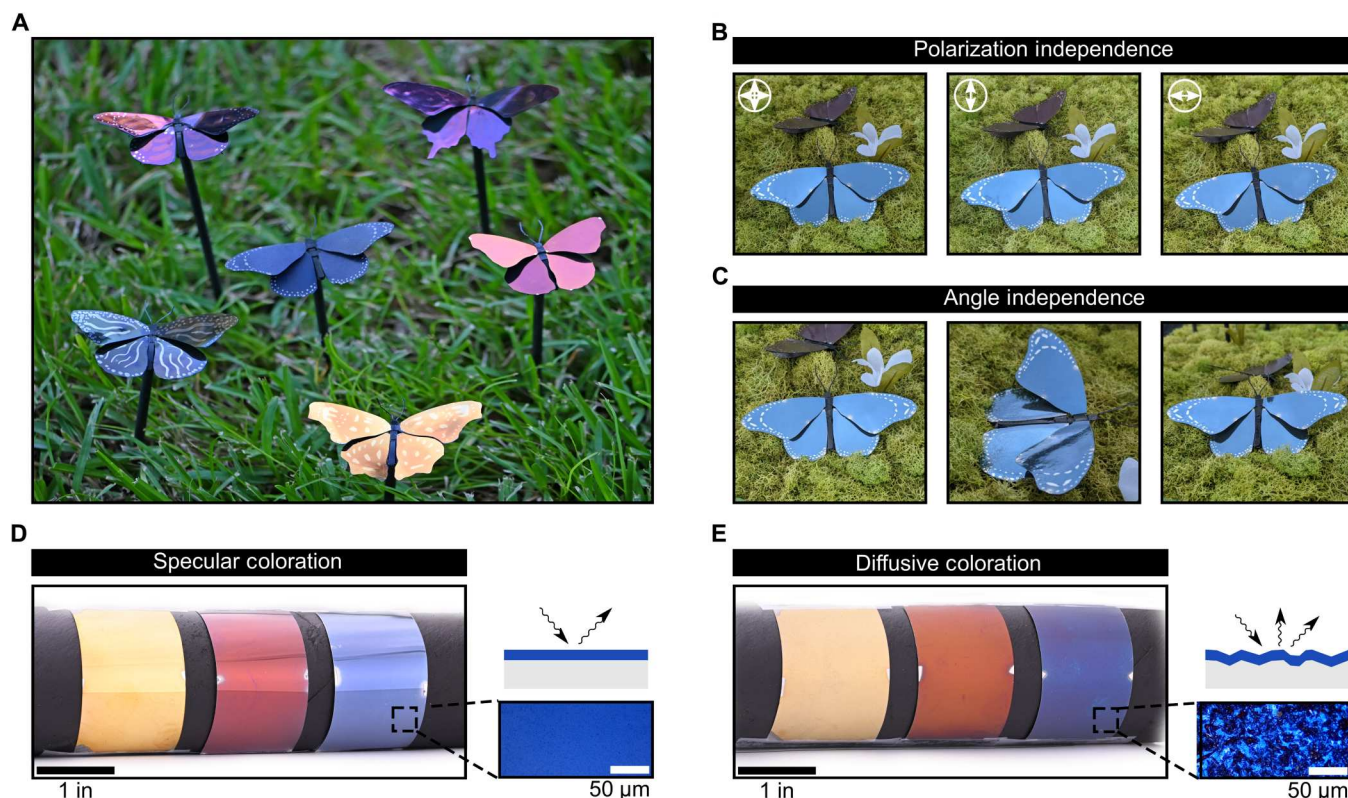 A
B
Polarization independence
C
Angle independence
D
Specular coloration
1 in
50 μm
E
Diffusive coloration
1 in
50 μm